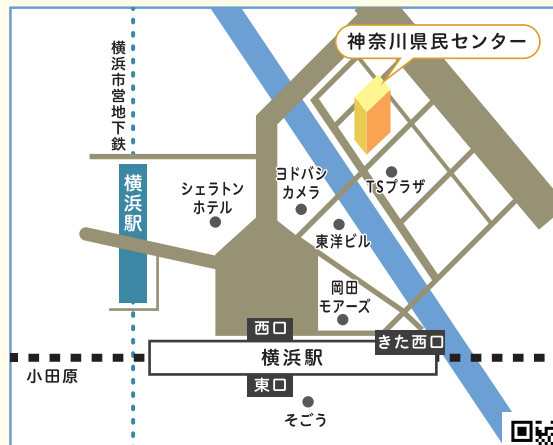 神奈川県民センター
横浜市営地下鉄
横浜駅
シェラトン
ホテル
ヨドバシ
カメラ
TSプラザ
東洋ビル
岡田
モアーズ
西口
きた西口
横浜駅
小田原
東口
そごう